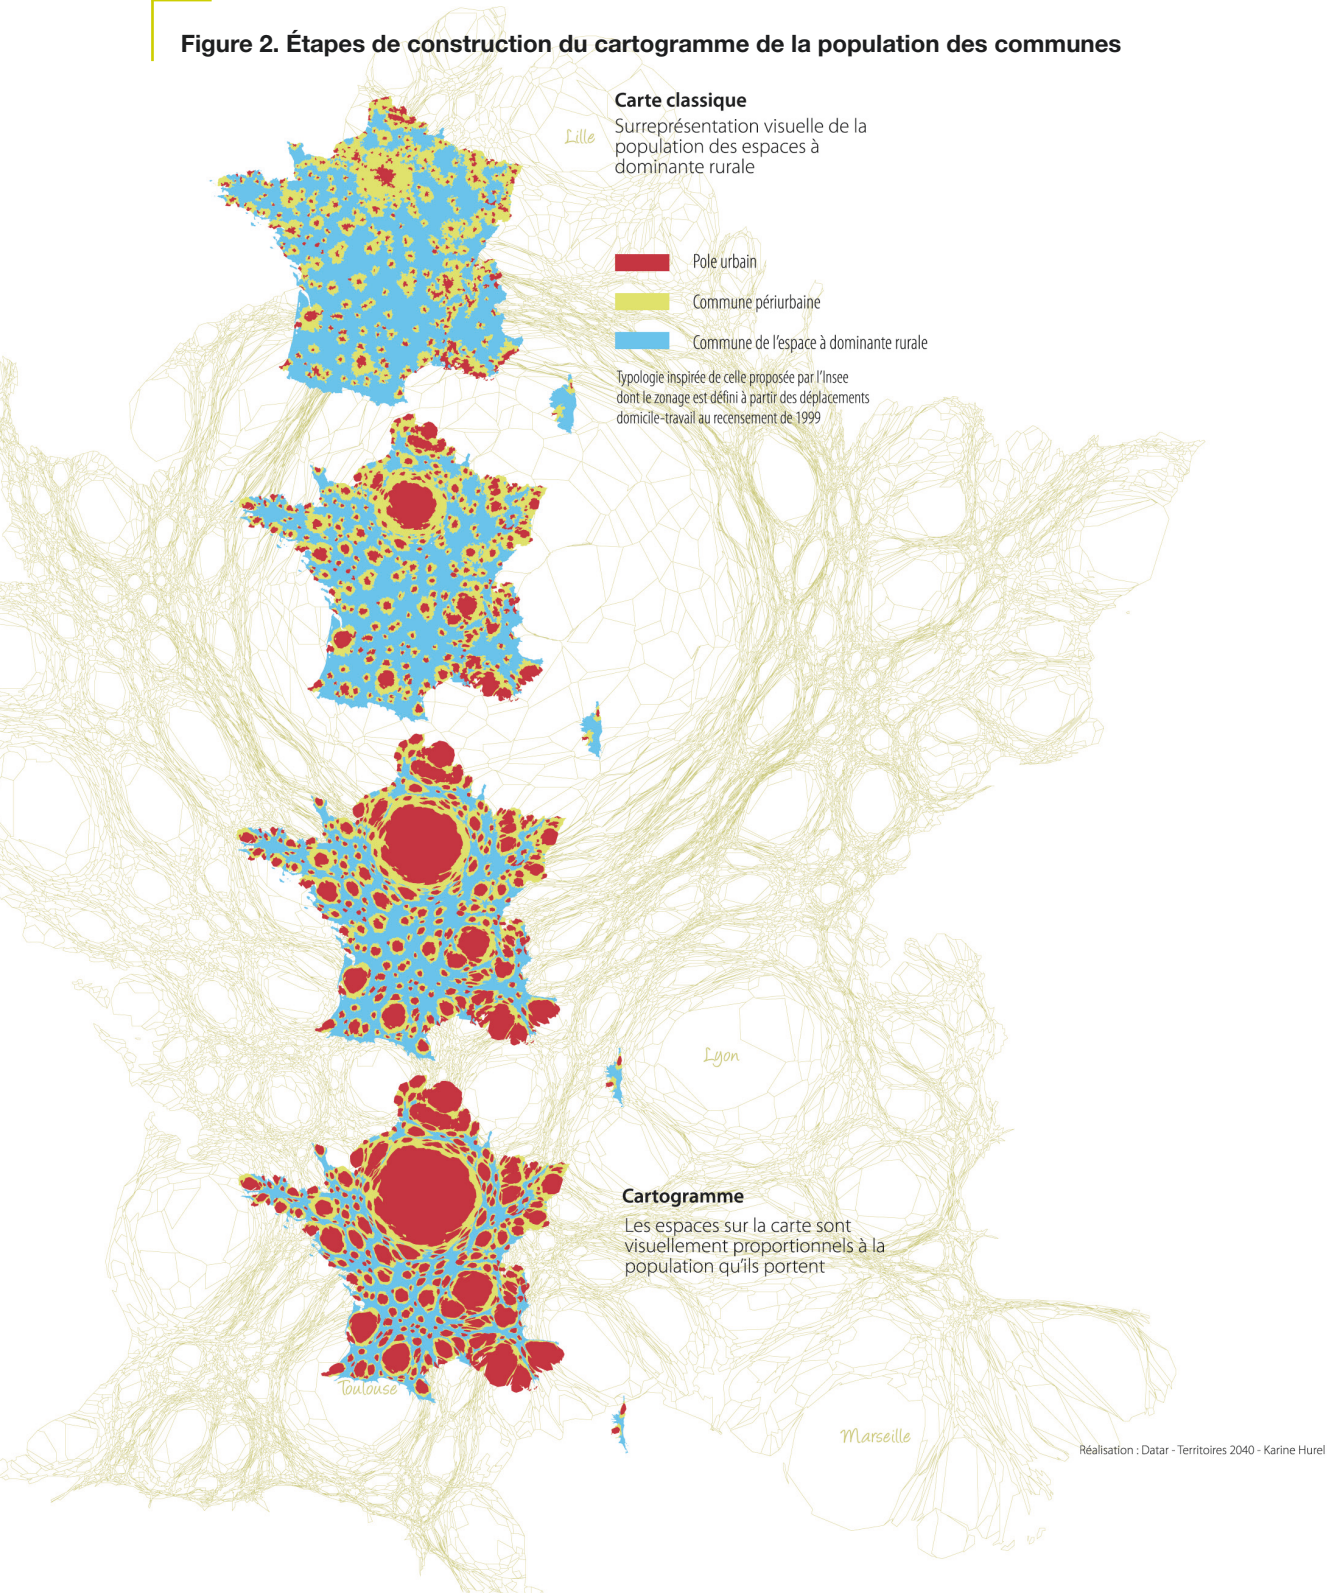 Figure 2. Étapes de construction du cartogramme de la population des communes
Carte classique
Surreprésentation visuelle de la
population des espaces à
dominante rurale
Lille
Pole urbain
Commune périurbaine
Commune de l'espace à dominante rurale
Typologie inspirée de celle proposée par l'Insee
dont le zonage est défini à partir des déplacements
domicile-travail au recensement de 1999
Lyon
Cartogramme
Les espaces sur la carte sont
visuellement proportionnels à la
population qu'ils portent
Toulouse
Marseille
Réalisation : Datar - Territoires 2040 - Karine Hurel